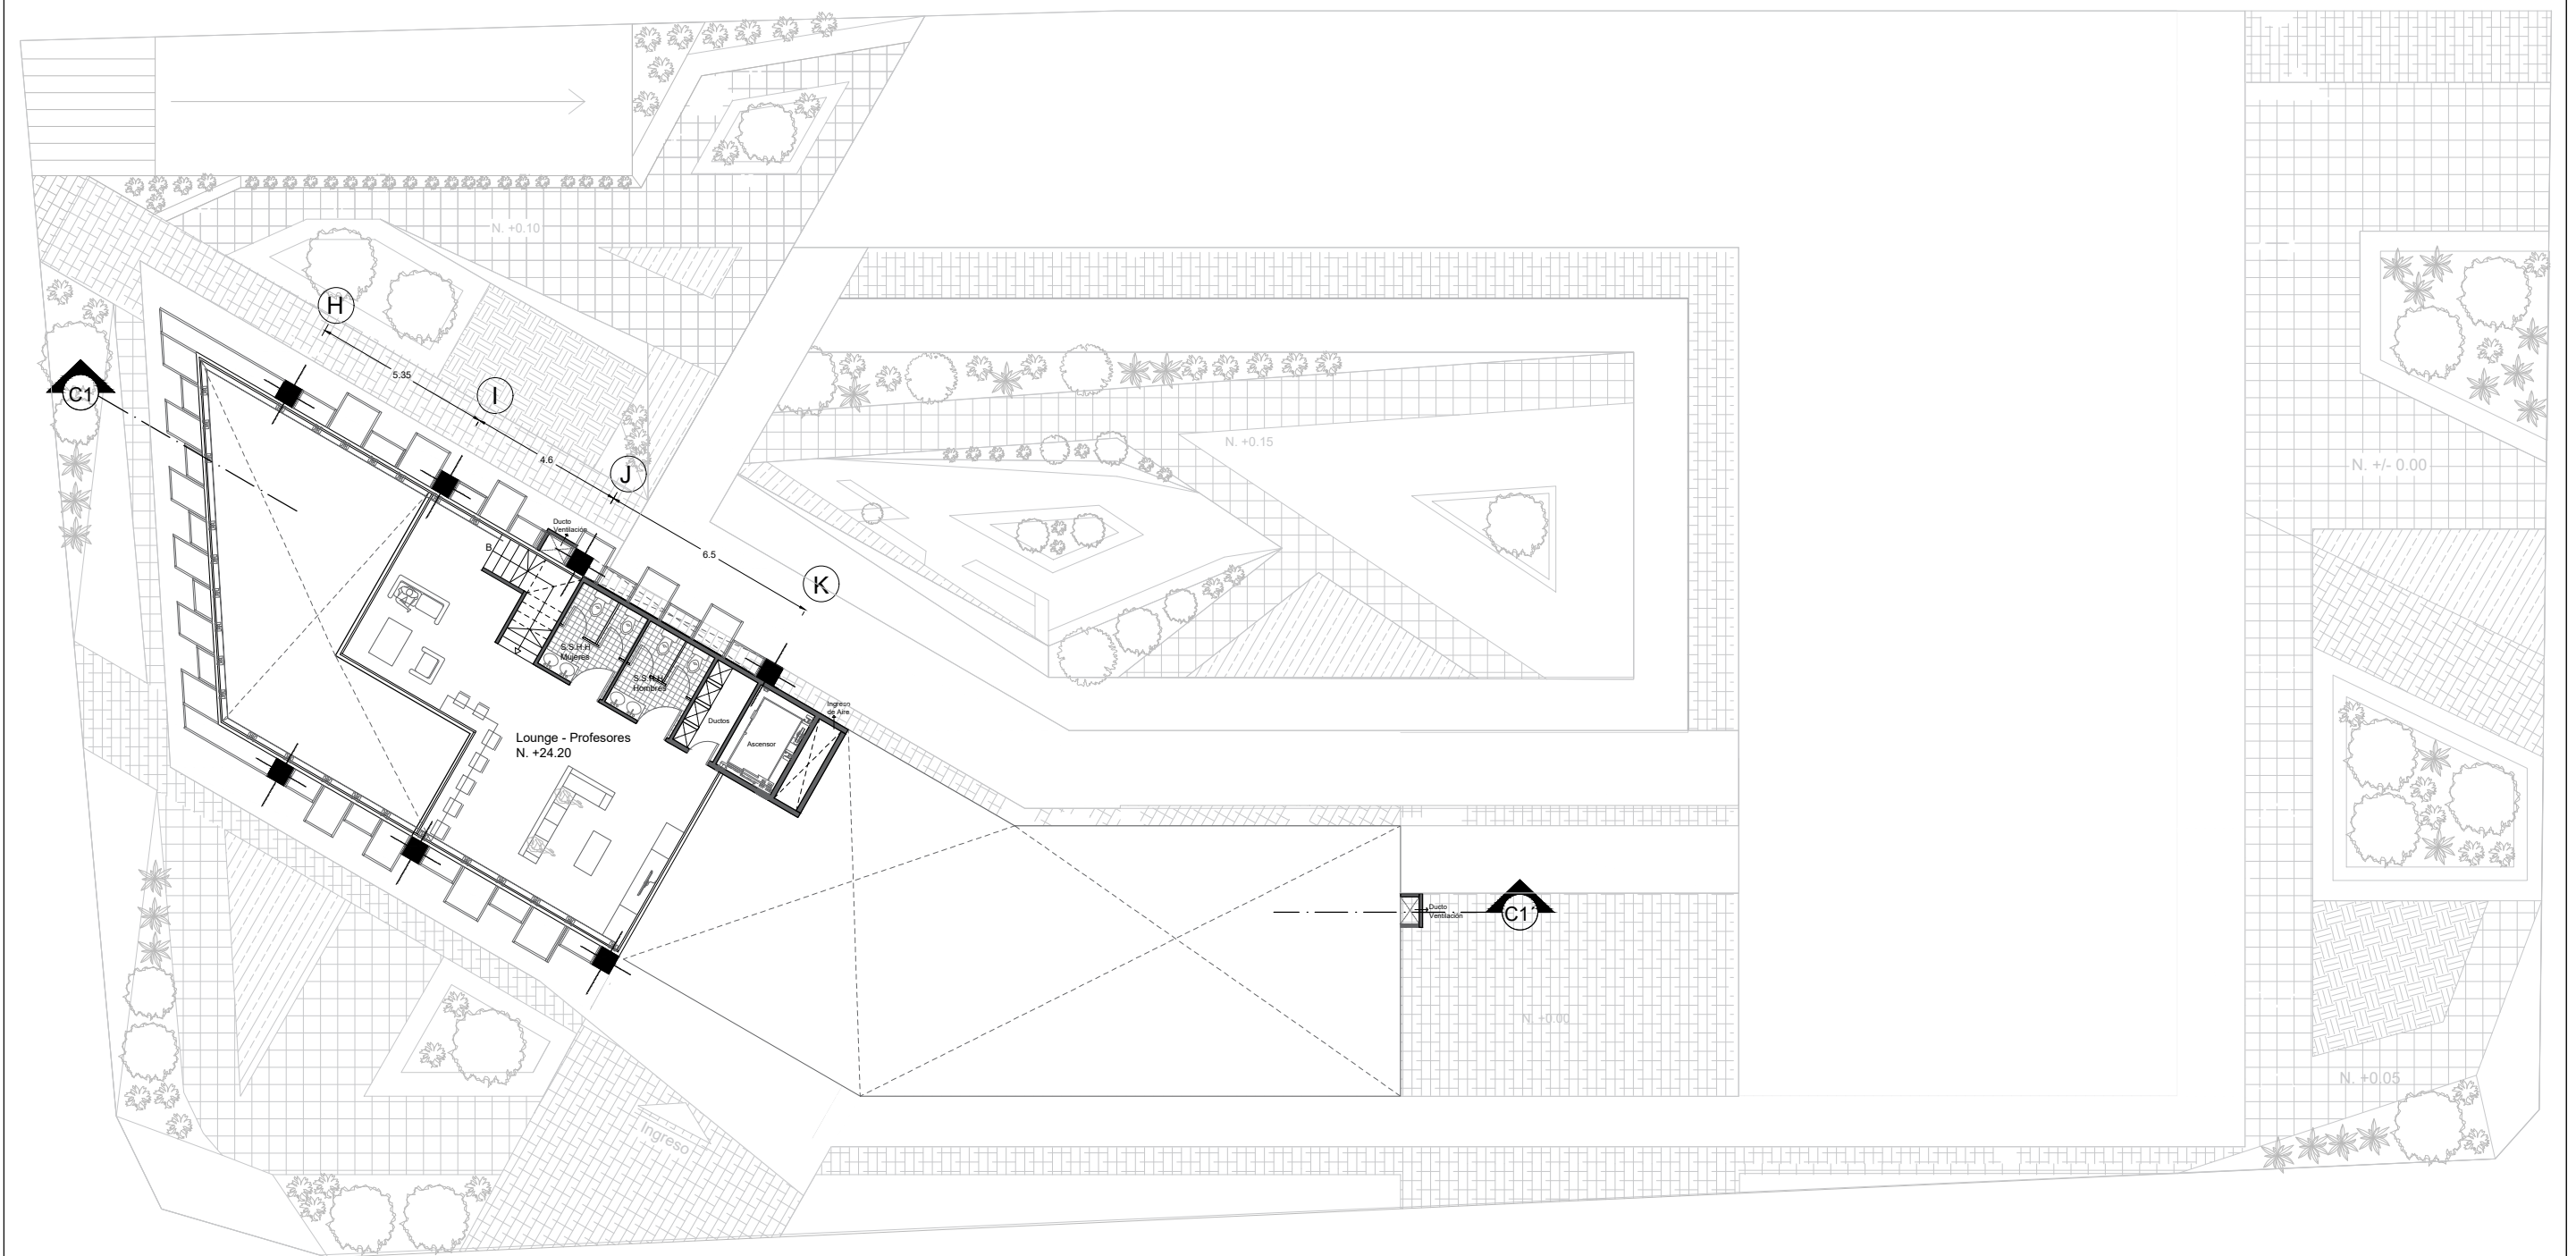 N. +0.10
H
5.35
C1
I
N. +0.15
N. +/- 0.00
4.6
J
Ducto
Ventilación
B
6.5
K
S.S.H.H
Mujeres
S.S.H.H
Hombres
Ingreso
de Aire
Ductos
Lounge - Profesores
N. +24.20
Ascensor
Ducto
Ventilación
C1'
N. +0.00
N. +0.05
Ingreso